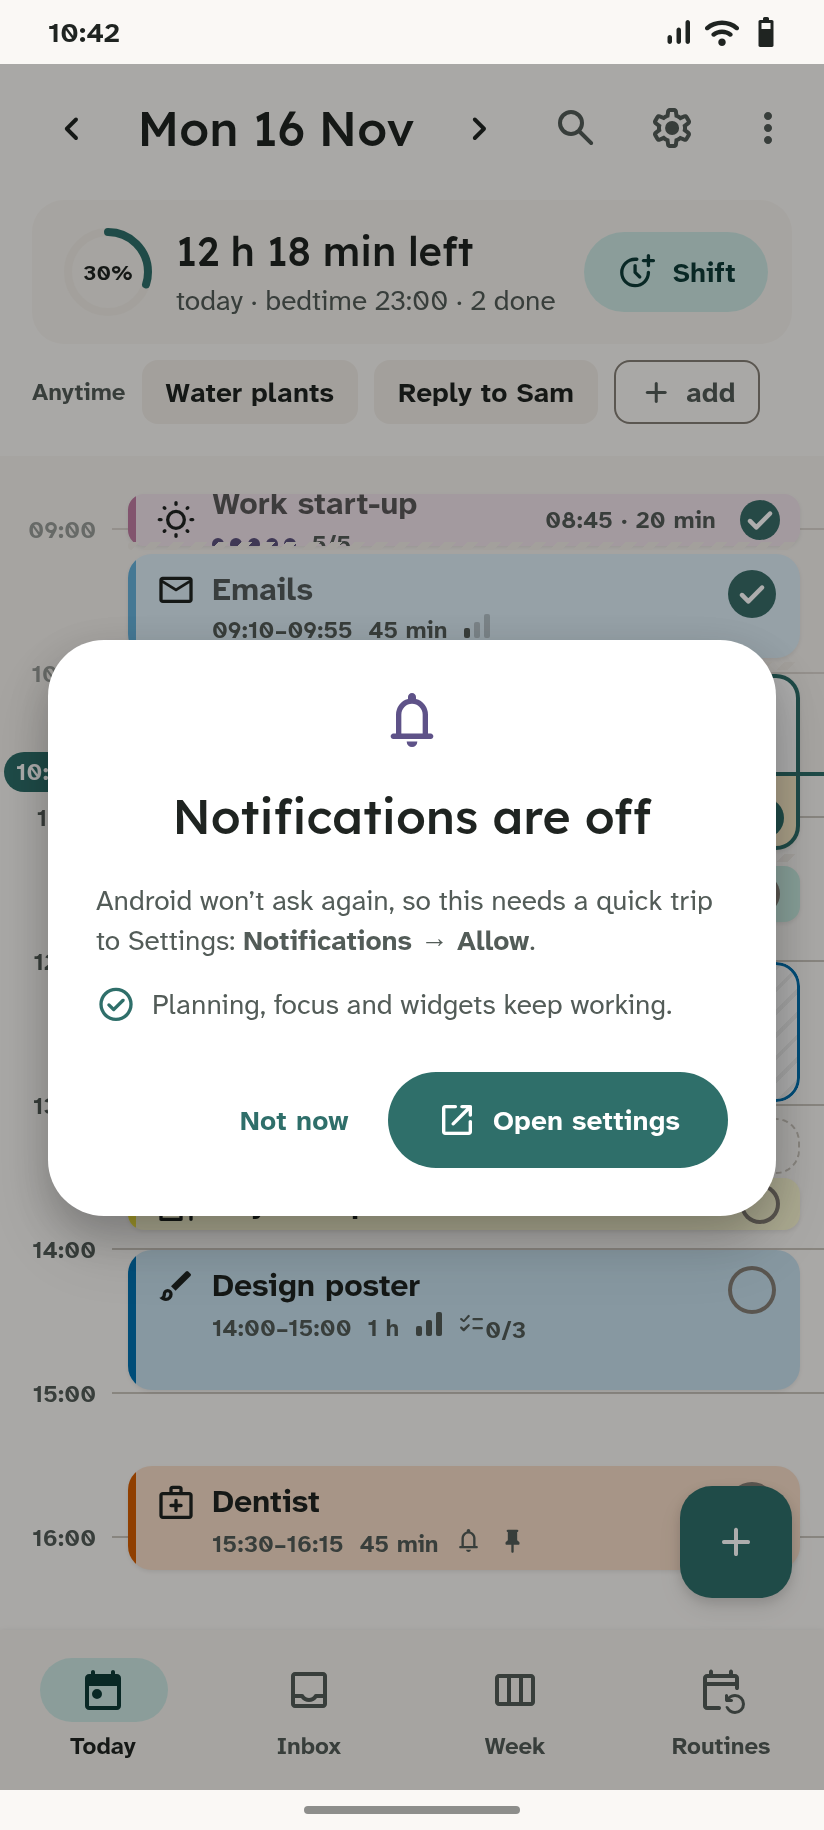 10:42
Mon 16 Nov
30%
12 h 18 min left
today · bedtime 23:00 · 2 done
Shift
Anytime
Water plants
Reply to Sam
add
09:00
Work start-up
5/5
08:45 · 20 min
Emails
09:10–09:55 45 min
Notifications are off
Android won’t ask again, so this needs a quick trip
to Settings: Notifications → Allow.
Planning, focus and widgets keep working.
Not now
Open settings
14:00
Design poster
14:00–15:00 1 h
0/3
15:00
Dentist
15:30–16:15 45 min
16:00
Today
Inbox
Week
Routines